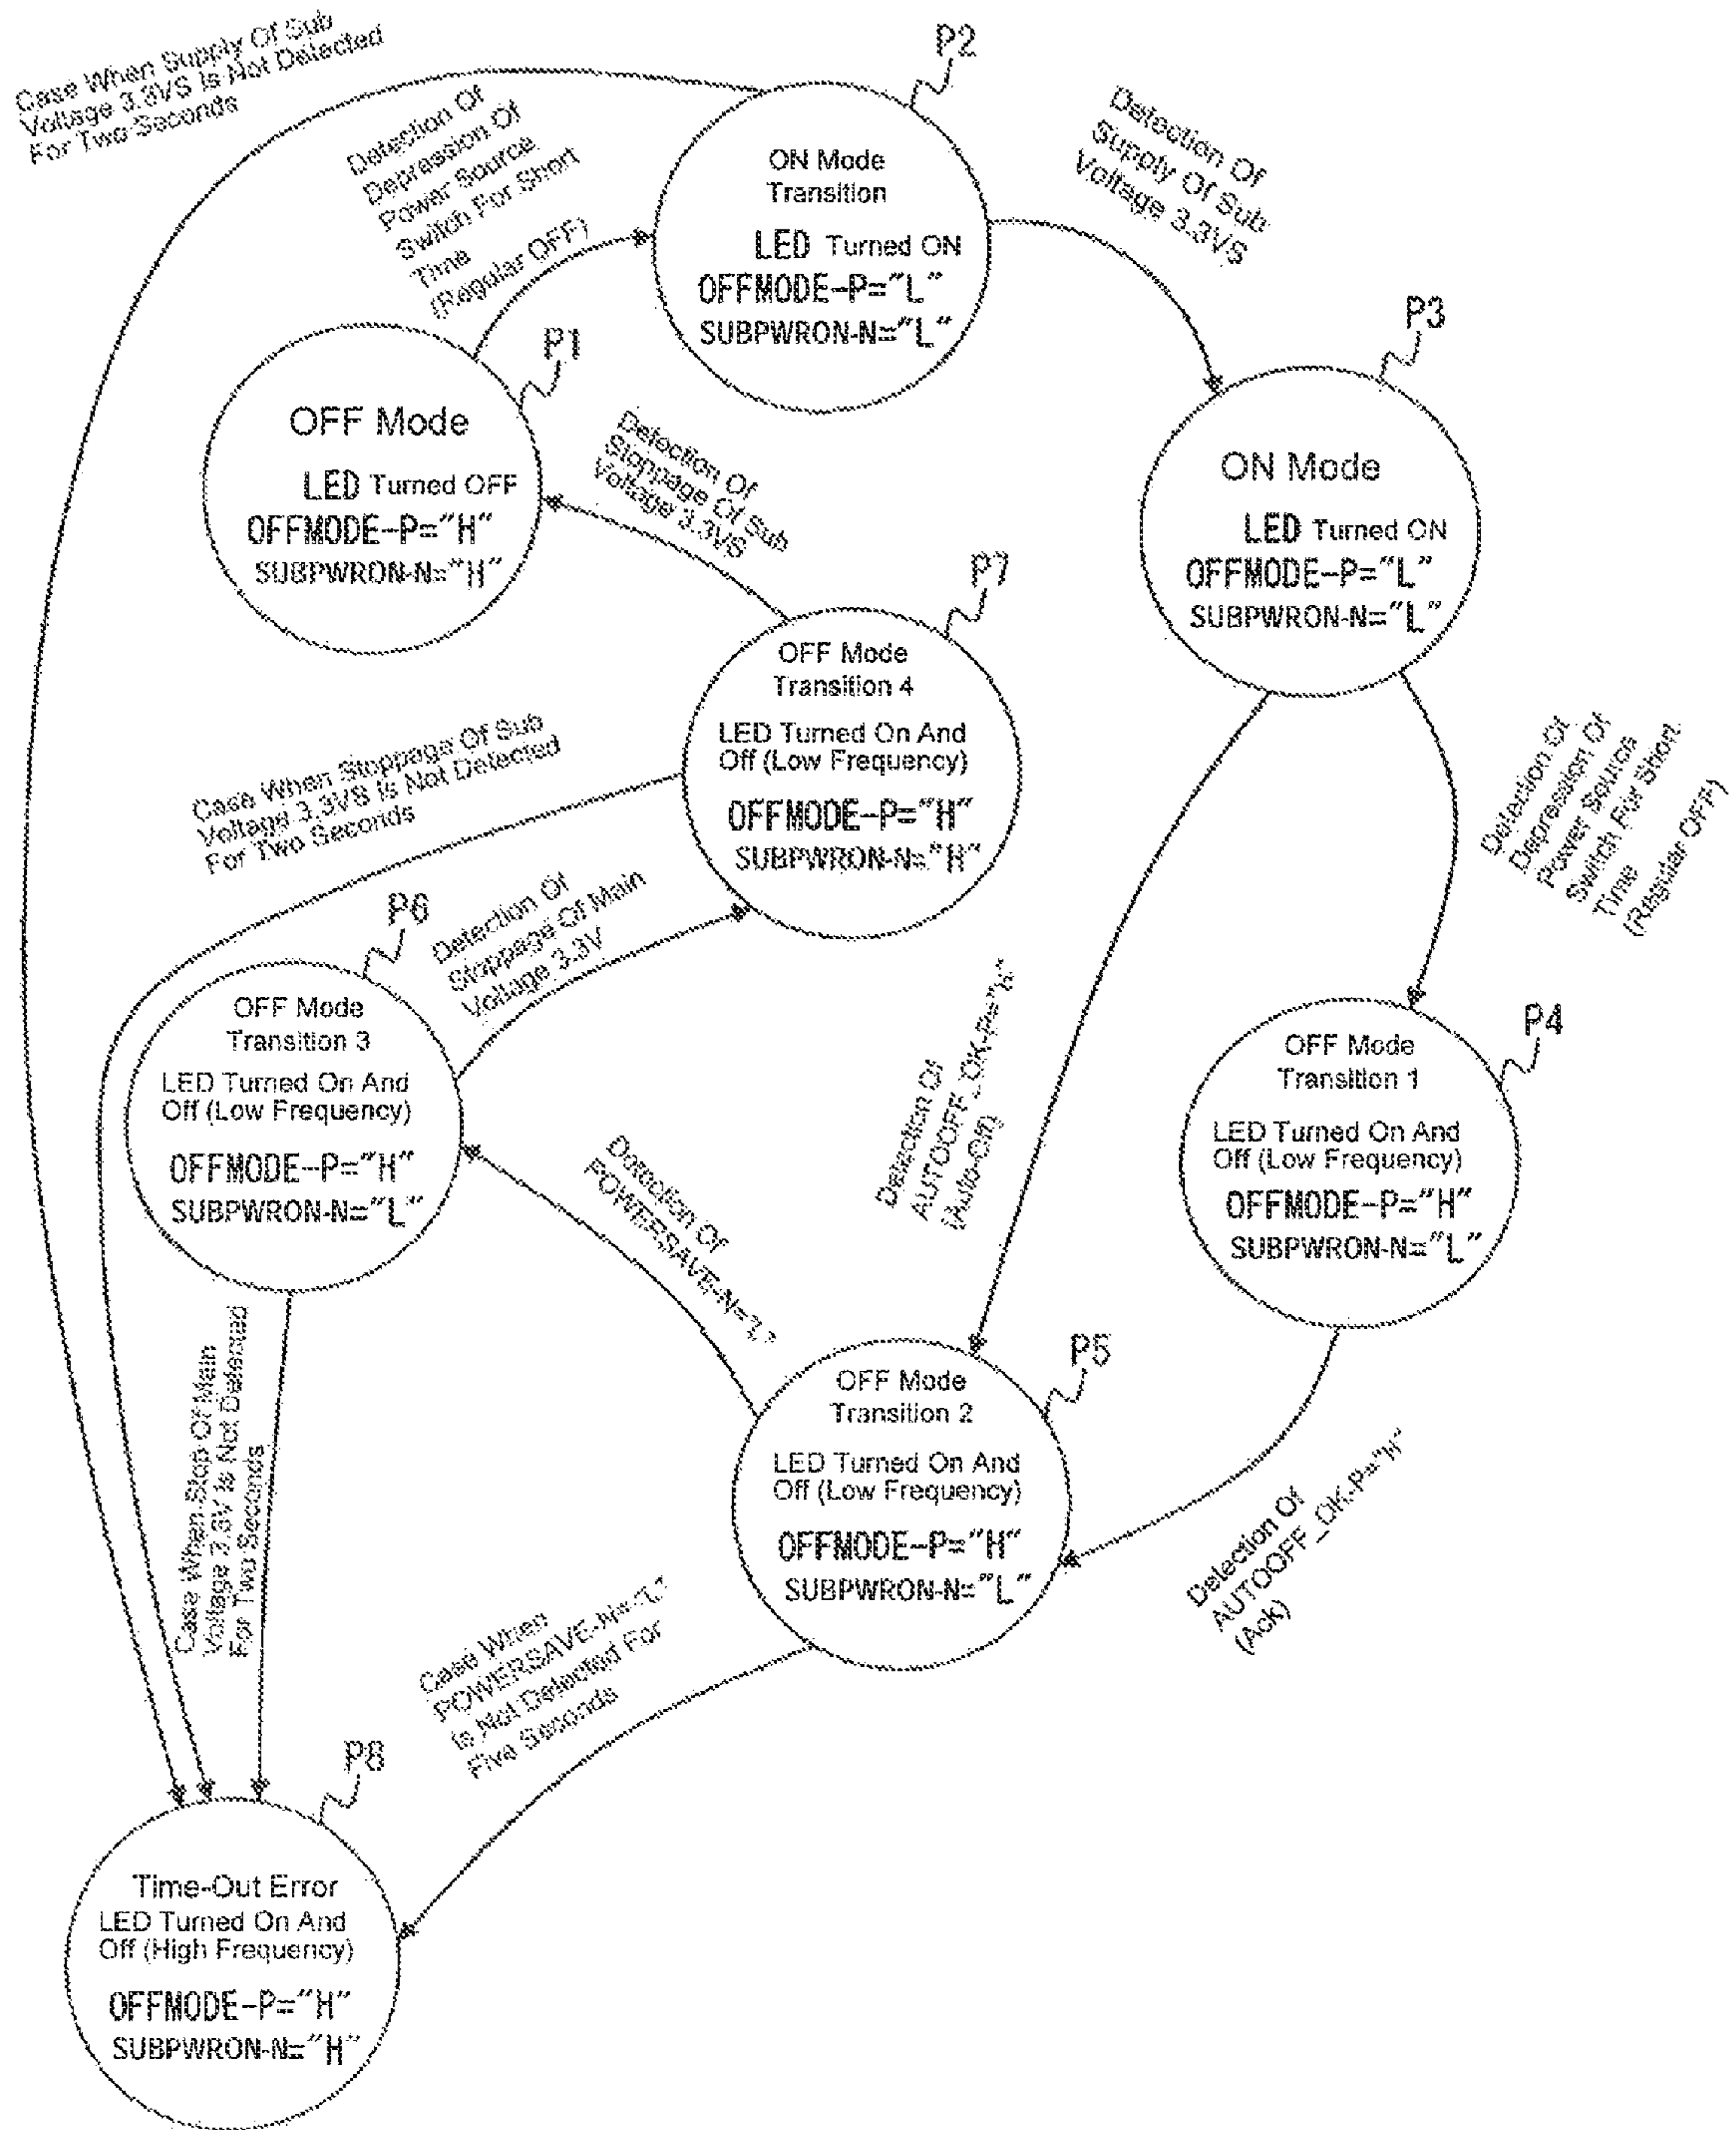 Case When Supply Of Sub
Voltage 3.3VS Is Not Detected
For Two Seconds
Detection Of
Depression Of
Power Source
Switch For Short
Time
(Regular OFF)
P2
ON Mode
Transition
LED Turned ON
OFFMODE-P="L"
SUBPWRON-N="L"
Detection Of
Supply Of Sub
Voltage 3.3VS
P1
OFF Mode
LED Turned OFF
OFFMODE-P="H"
SUBPWRON-N="H"
Detection Of
Stoppage Of Sub
Voltage 3.3VS
P3
ON Mode
LED Turned ON
OFFMODE-P="L"
SUBPWRON-N="L"
P7
OFF Mode
Transition 4
LED Turned On And
Off (Low Frequency)
OFFMODE-P="H"
SUBPWRON-N="H"
Case When Stoppage Of Sub
Voltage 3.3VS Is Not Detected
For Two Seconds
Detection Of
Depression Of
Power Source
Switch For Short
Time
(Regular OFF)
P6
OFF Mode
Transition 3
LED Turned On And
Off (Low Frequency)
OFFMODE-P="H"
SUBPWRON-N="L"
Detection Of
Stoppage Of Main
Voltage 3.3V
Detection Of
AUTOOFF_OK-P="H"
(Auto-Off)
P4
OFF Mode
Transition 1
LED Turned On And
Off (Low Frequency)
OFFMODE-P="H"
SUBPWRON-N="L"
Detection Of
POWERSAVE-N="L"
P5
OFF Mode
Transition 2
LED Turned On And
Off (Low Frequency)
OFFMODE-P="H"
SUBPWRON-N="L"
Detection Of
AUTOOFF_OK-P="H"
(Ack)
Case When Stop Of Main
Voltage 3.3V Is Not Detected
For Two Seconds
Case When
POWERSAVE-N="L"
Is Not Detected For
Five Seconds
P8
Time-Out Error
LED Turned On And
Off (High Frequency)
OFFMODE-P="H"
SUBPWRON-N="H"